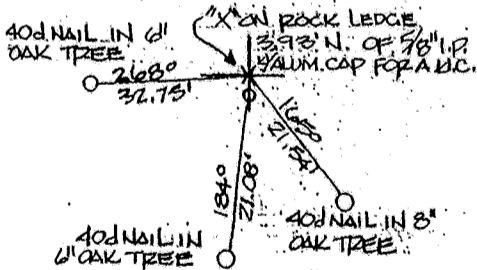 40d NAIL IN 6"
OAK TREE
"X" ON ROCK LEDGE
3.93' N. OF 5/8" I.P.
W/ALUM. CAP FOR A W.C.
268°
32.75'
165°
21.54'
184°
21.08'
40d NAIL IN
6" OAK TREE
40d NAIL IN 8"
OAK TREE